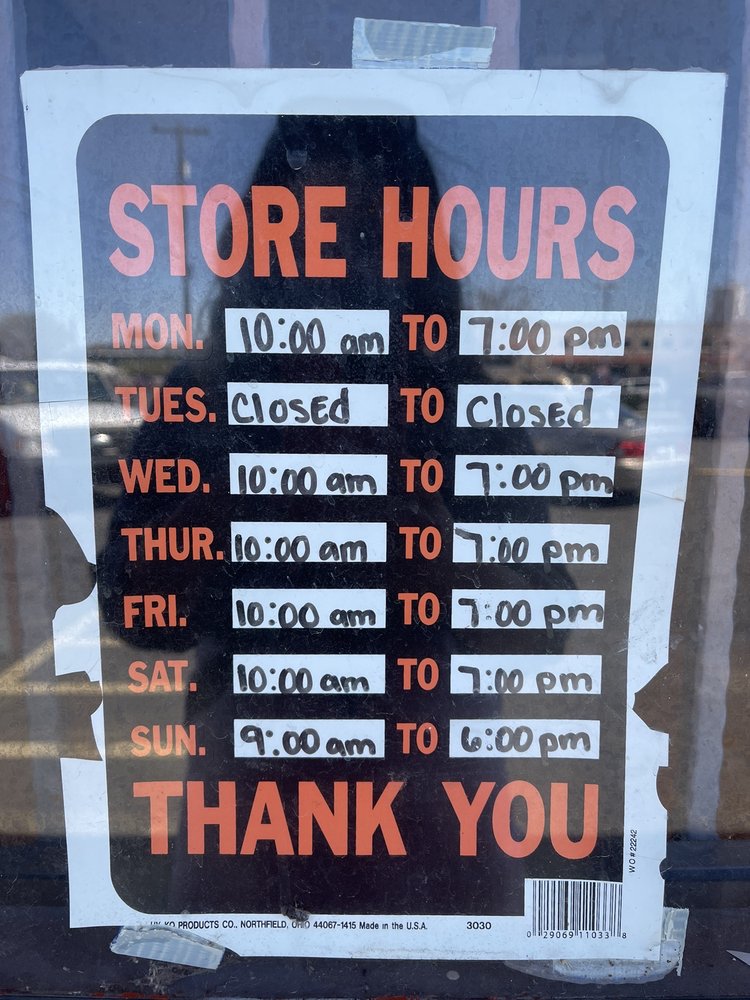 STORE HOURS
MON. 10:00 am TO 7:00 pm
TUES. Closed TO Closed
WED. 10:00 am TO 7:00 pm
THUR. 10:00 am TO 7:00 pm
FRI. 10:00 am TO 7:00 pm
SAT. 10:00 am TO 7:00 pm
SUN. 9:00 am TO 6:00 pm
THANK YOU
WO#22242
KO PRODUCTS CO., NORTHFIELD, OHIO 44067-1415 Made in the U.S.A. 3030
0 29069 11033 8